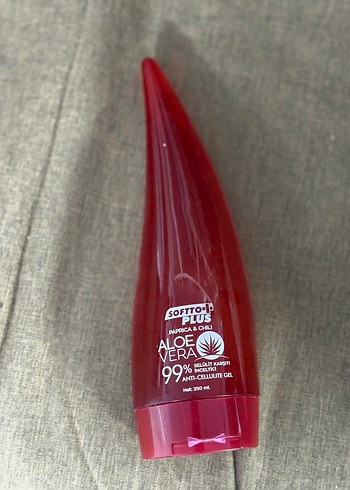 SOFTTO
PLUS
PAPRICA & CHILI
ALOE
VERA
99% SELÜLİT KARŞITI
İNCELTİCİ
ANTI-CELLULITE GEL
Net: 250 mL